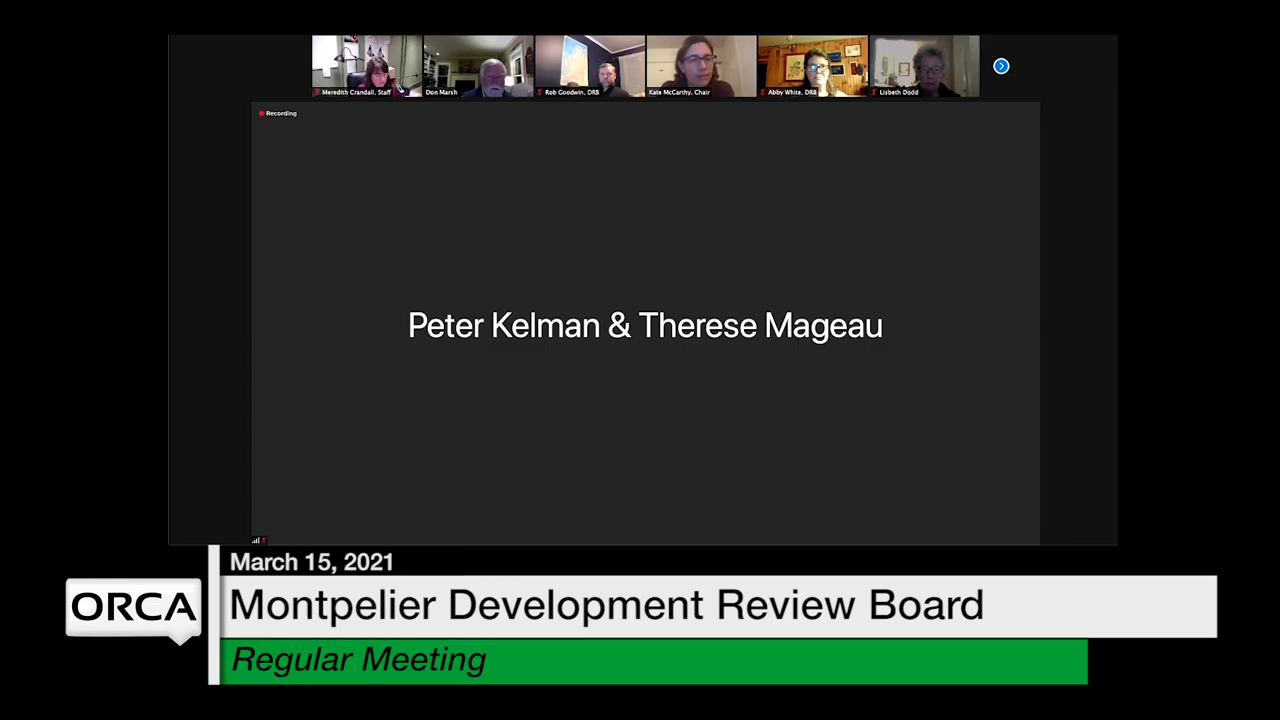 Meredith Crandall, Staff
Don Marsh
Rob Goodwin, DRB
Kate McCarthy, Chair
Abby White, DRB
Lisbeth Dodd
Recording
Peter Kelman & Therese Mageau
March 15, 2021
ORCA
Montpelier Development Review Board
Regular Meeting